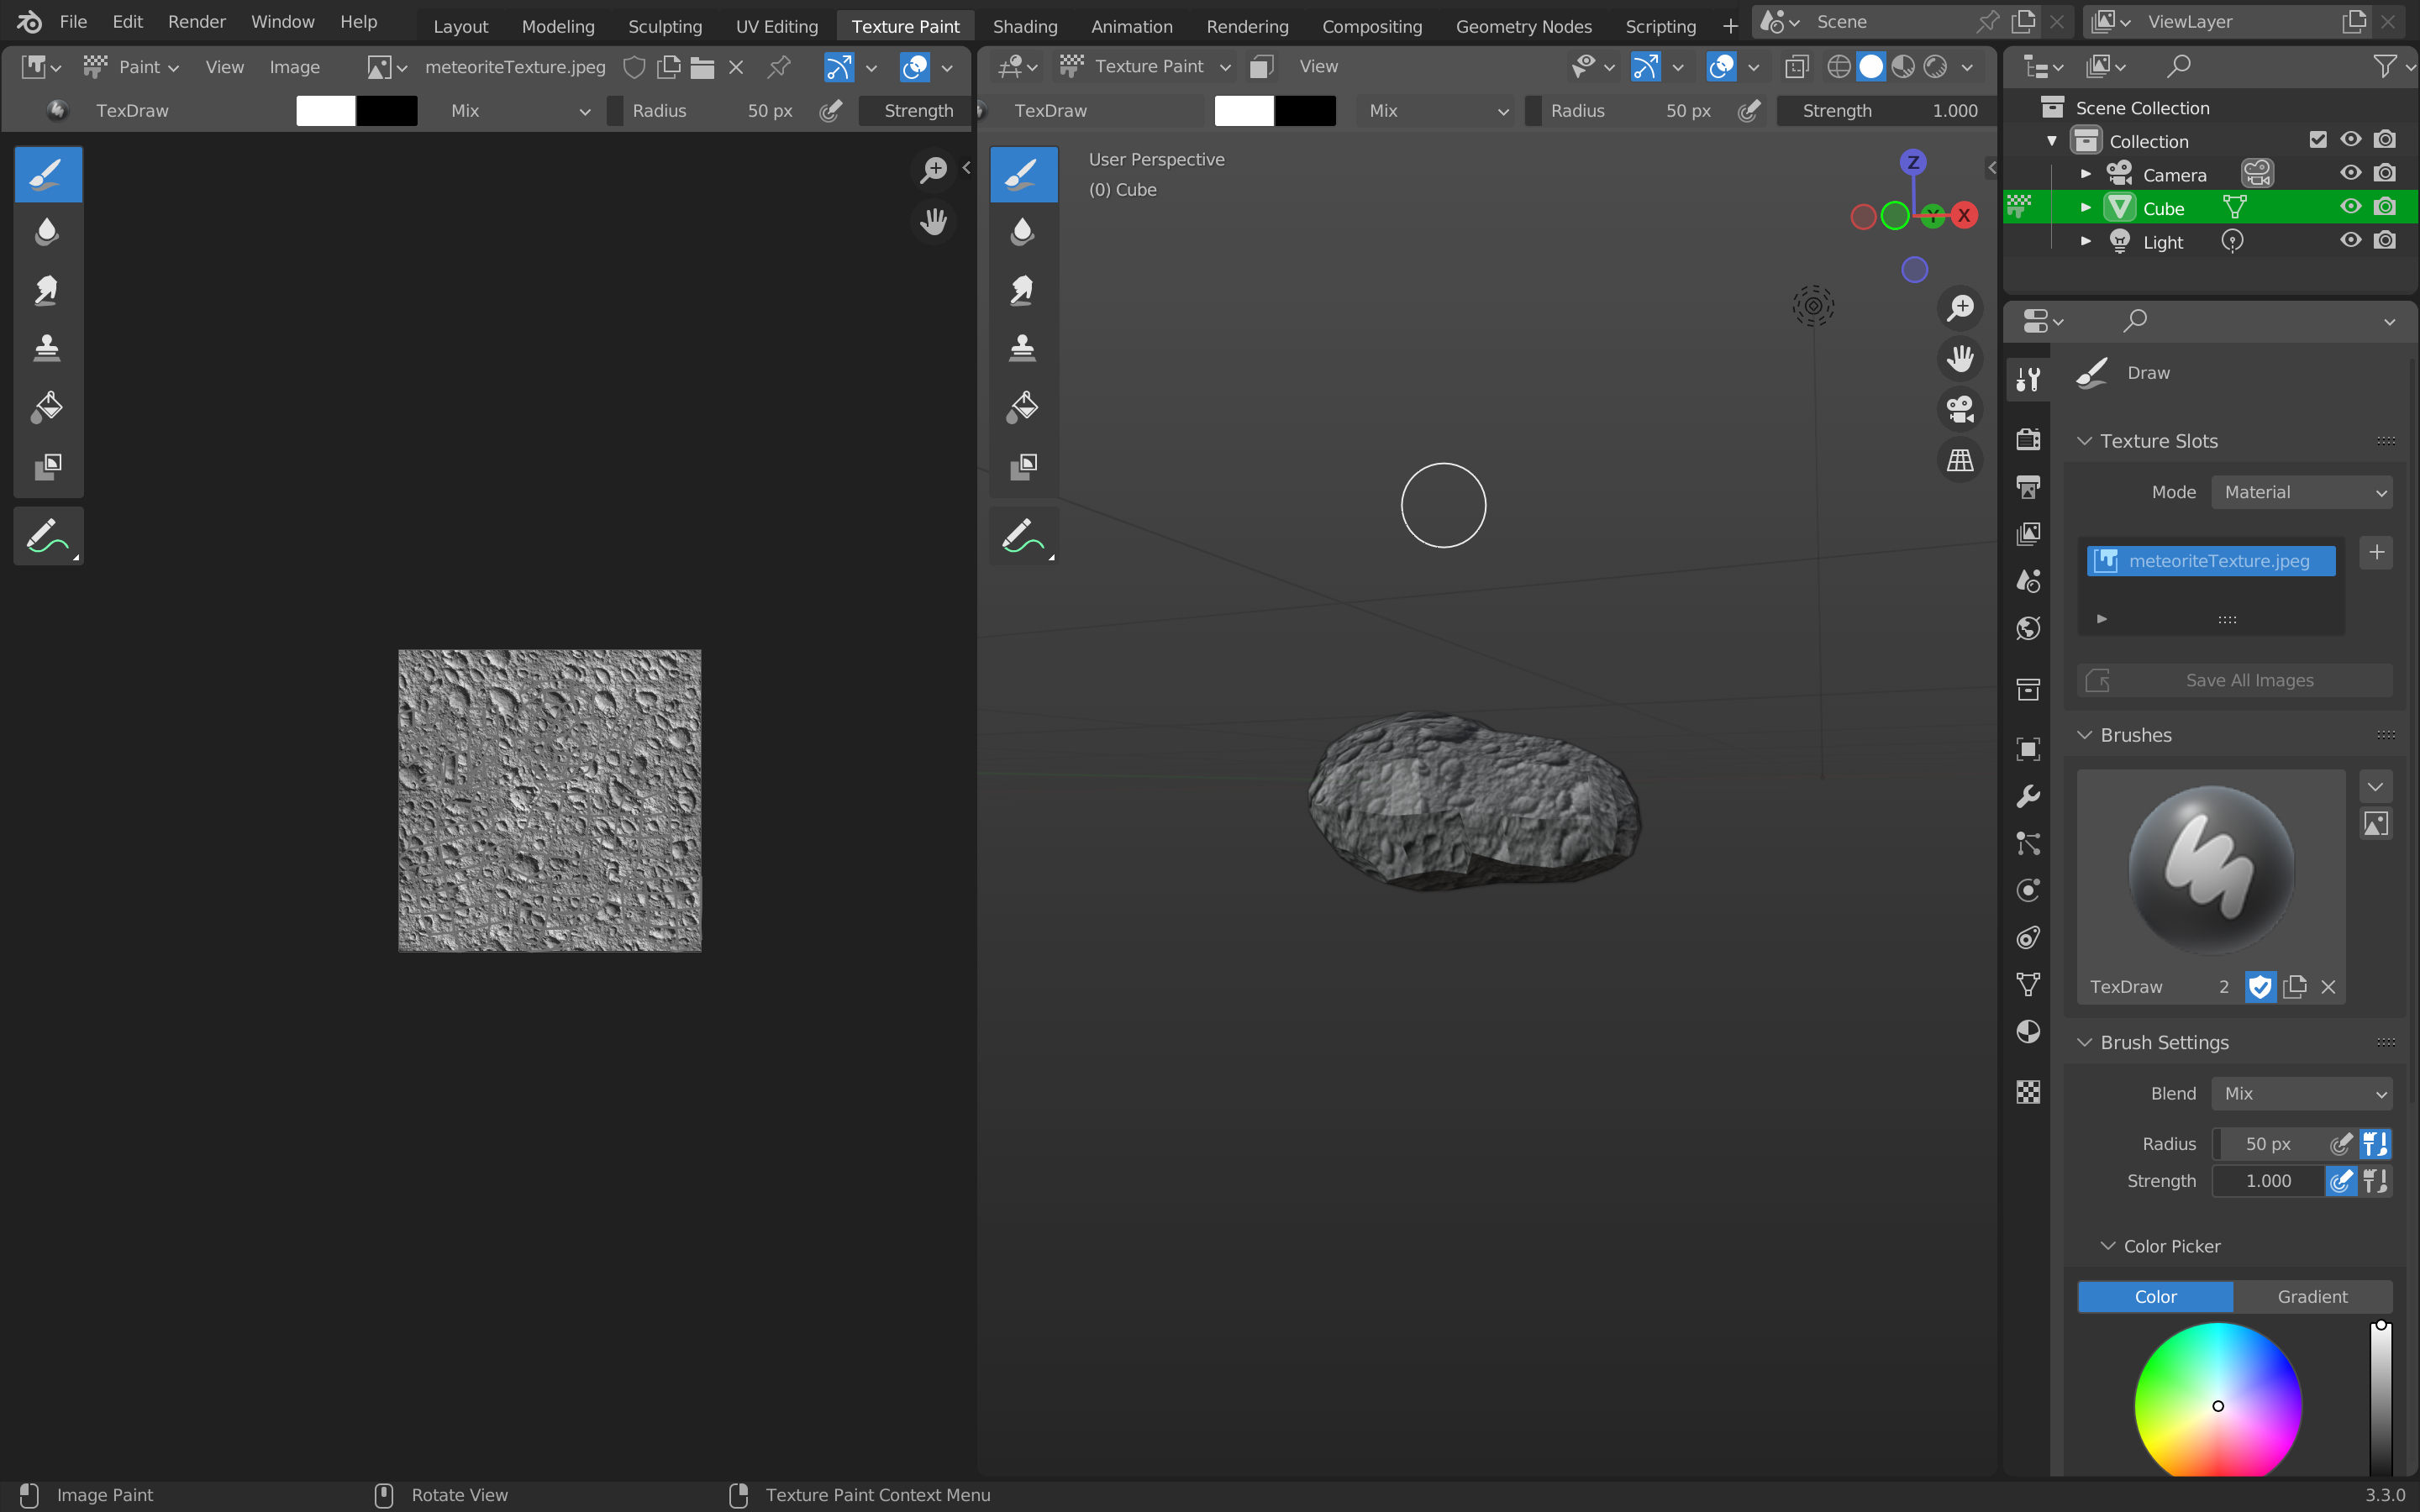 File Edit Render Window Help Layout Modeling Sculpting UV Editing Texture Paint Shading Animation Rendering Compositing Geometry Nodes Scripting Scene ViewLayer
Paint View Image meteoriteTexture.jpeg
TexDraw Mix Radius 50 px Strength
Texture Paint View
TexDraw Mix Radius 50 px Strength 1.000
User Perspective
(0) Cube
Z
Y X
Scene Collection
Collection
Camera
Cube
Light
Draw
Texture Slots
Mode Material
meteoriteTexture.jpeg
Save All Images
Brushes
TexDraw 2
Brush Settings
Blend Mix
Radius 50 px
Strength 1.000
Color Picker
Color Gradient
Image Paint Rotate View Texture Paint Context Menu 3.3.0